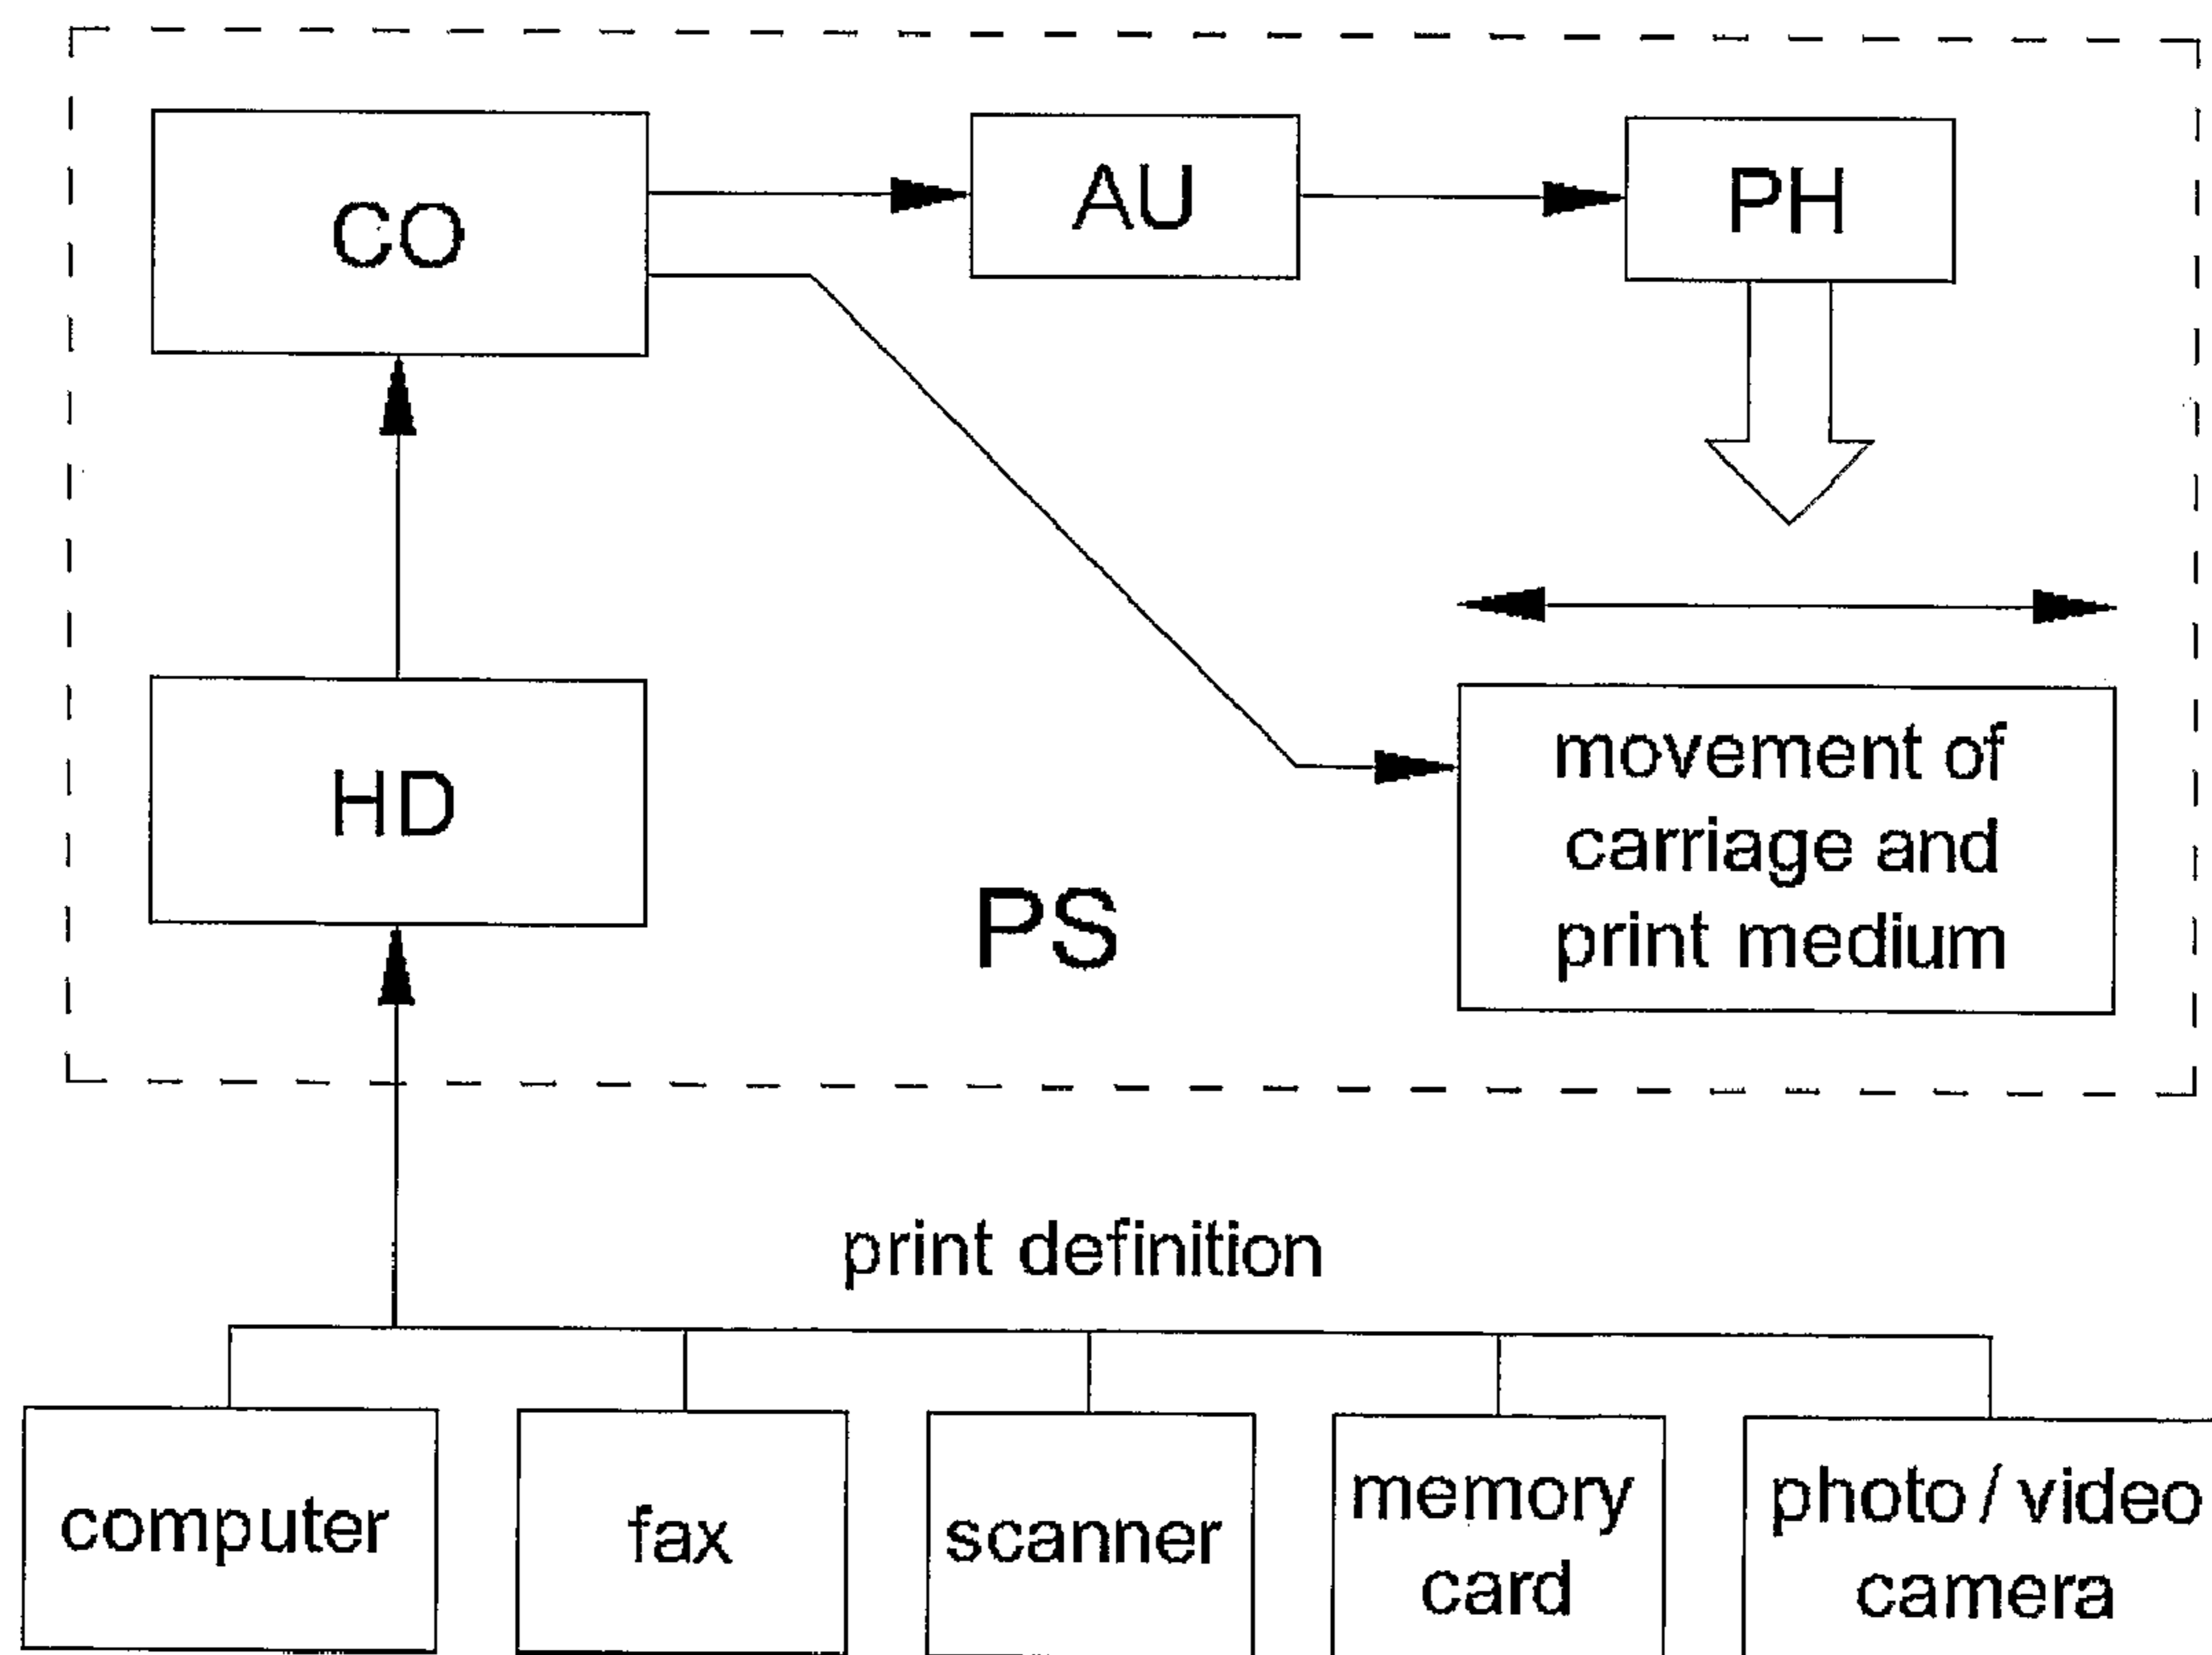 CO
AU
PH
HD
PS
movement of
carriage and
print medium
print definition
computer
fax
scanner
memory
card
photo / video
camera